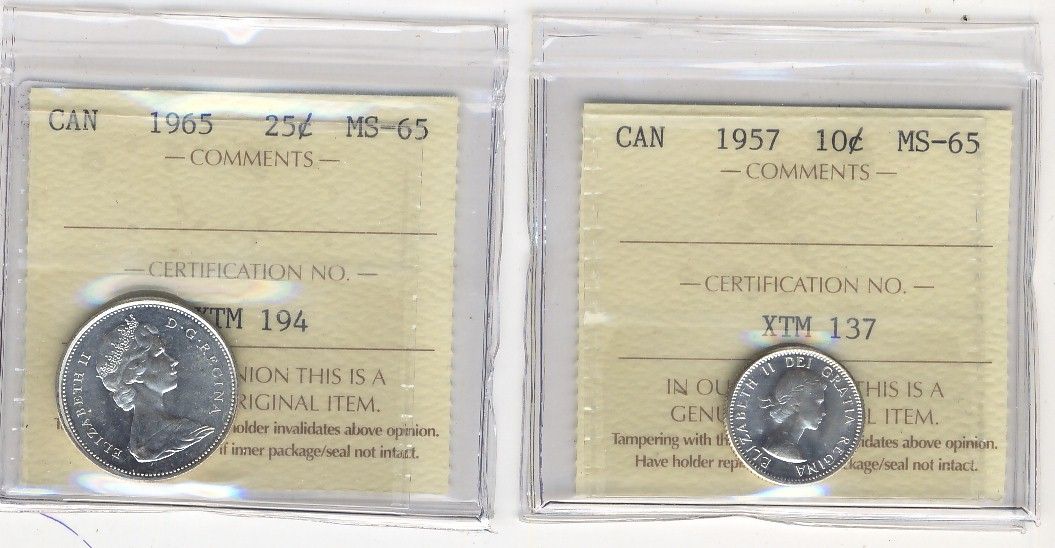 CAN 1965 25¢ MS-65
— COMMENTS —
— CERTIFICATION NO. —
XTM 194
NION THIS IS A
RIGINAL ITEM.
older invalidates above opinion.
if inner package/seal not intact.
ELIZABETH II D·G·REGINA
CAN 1957 10¢ MS-65
— COMMENTS —
— CERTIFICATION NO. —
XTM 137
IN OU THIS IS A
GENU L ITEM.
Tampering with th idates above opinion.
Have holder rep kage/seal not intact.
ELIZABETH II DEI GRATIA REGINA